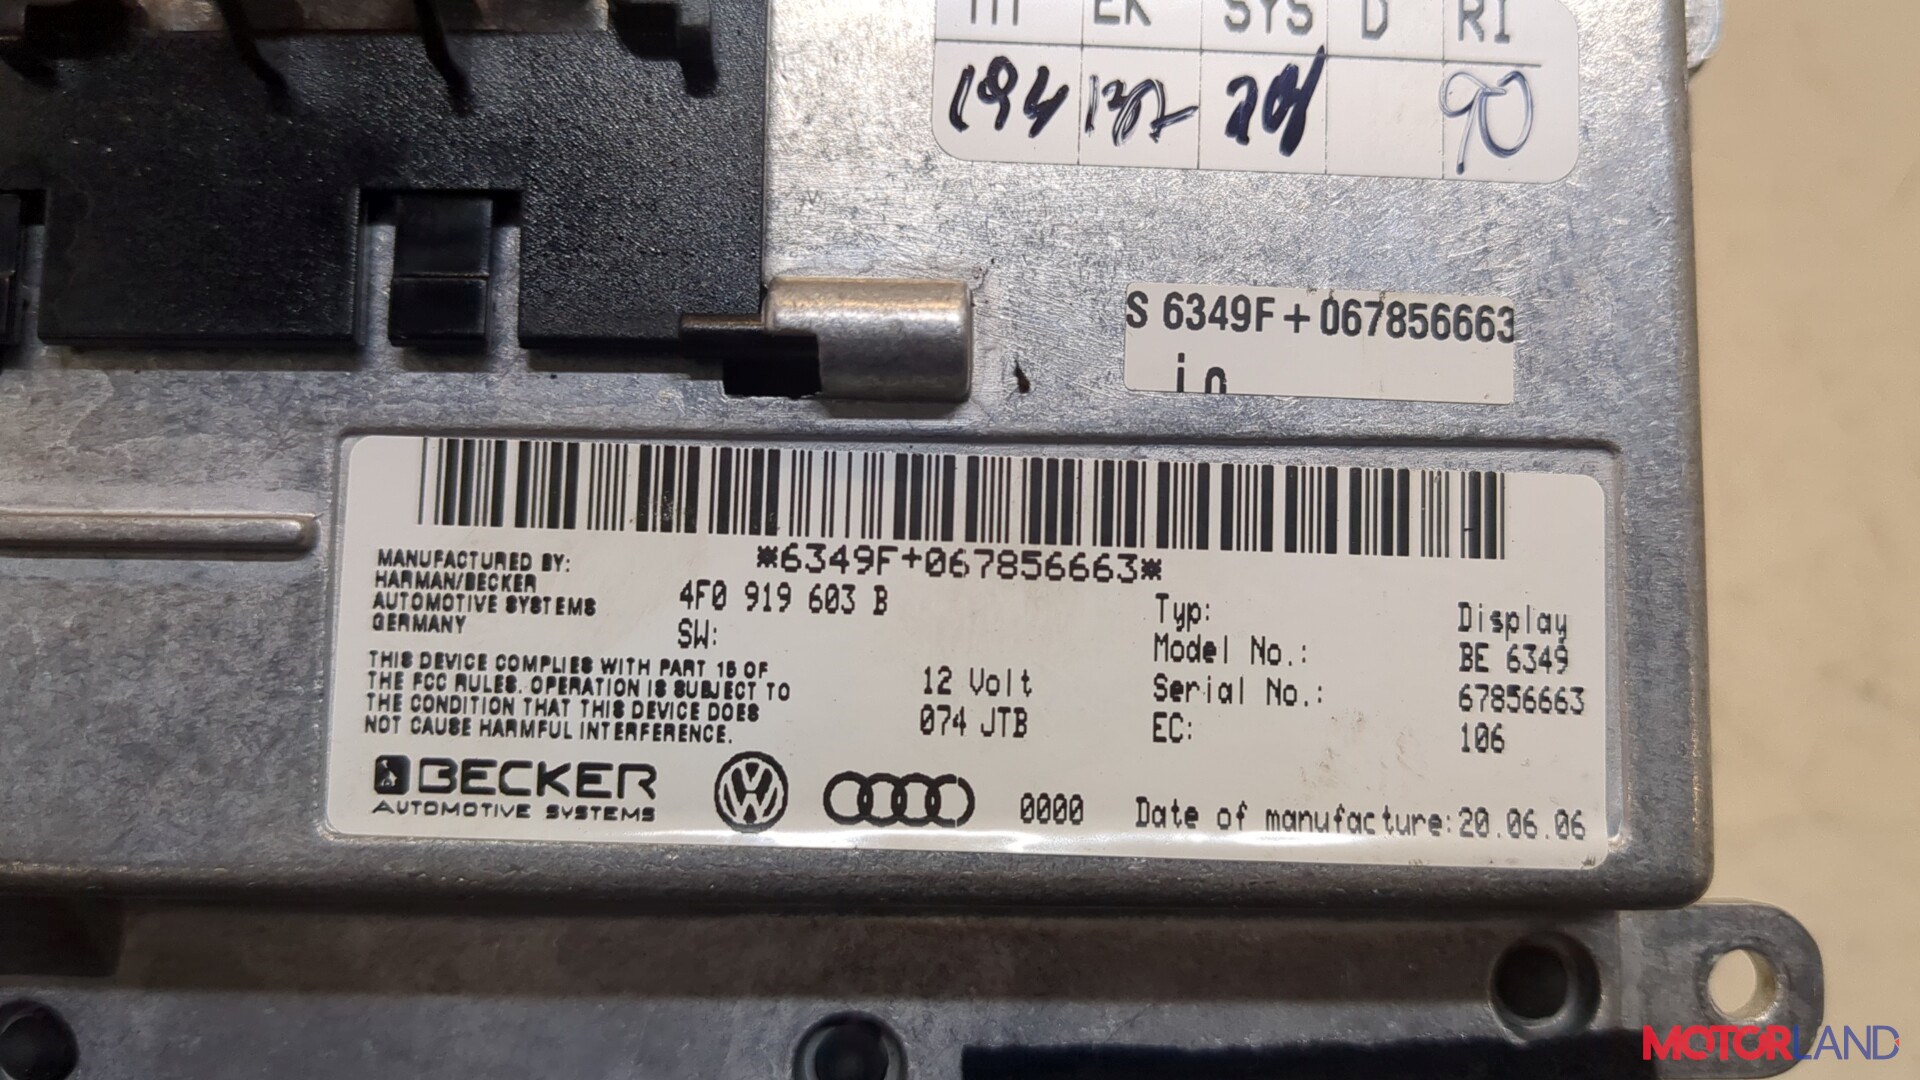 EK SYS D RI
194 137 201 90
S 6349F+067856663
*6349F+067856663*
MANUFACTURED BY:
HARMAN/BECKER
AUTOMOTIVE SYSTEMS
GERMANY
4F0 919 603 B
SW:
THIS DEVICE COMPLIES WITH PART 15 OF
THE FCC RULES. OPERATION IS SUBJECT TO
THE CONDITION THAT THIS DEVICE DOES
NOT CAUSE HARMFUL INTERFERENCE.
12 Volt
074 JTB
Typ: Display
Model No.: BE 6349
Serial No.: 67856663
EC: 106
BECKER
AUTOMOTIVE SYSTEMS
0000
Date of manufacture: 20.06.06
MOTORLAND